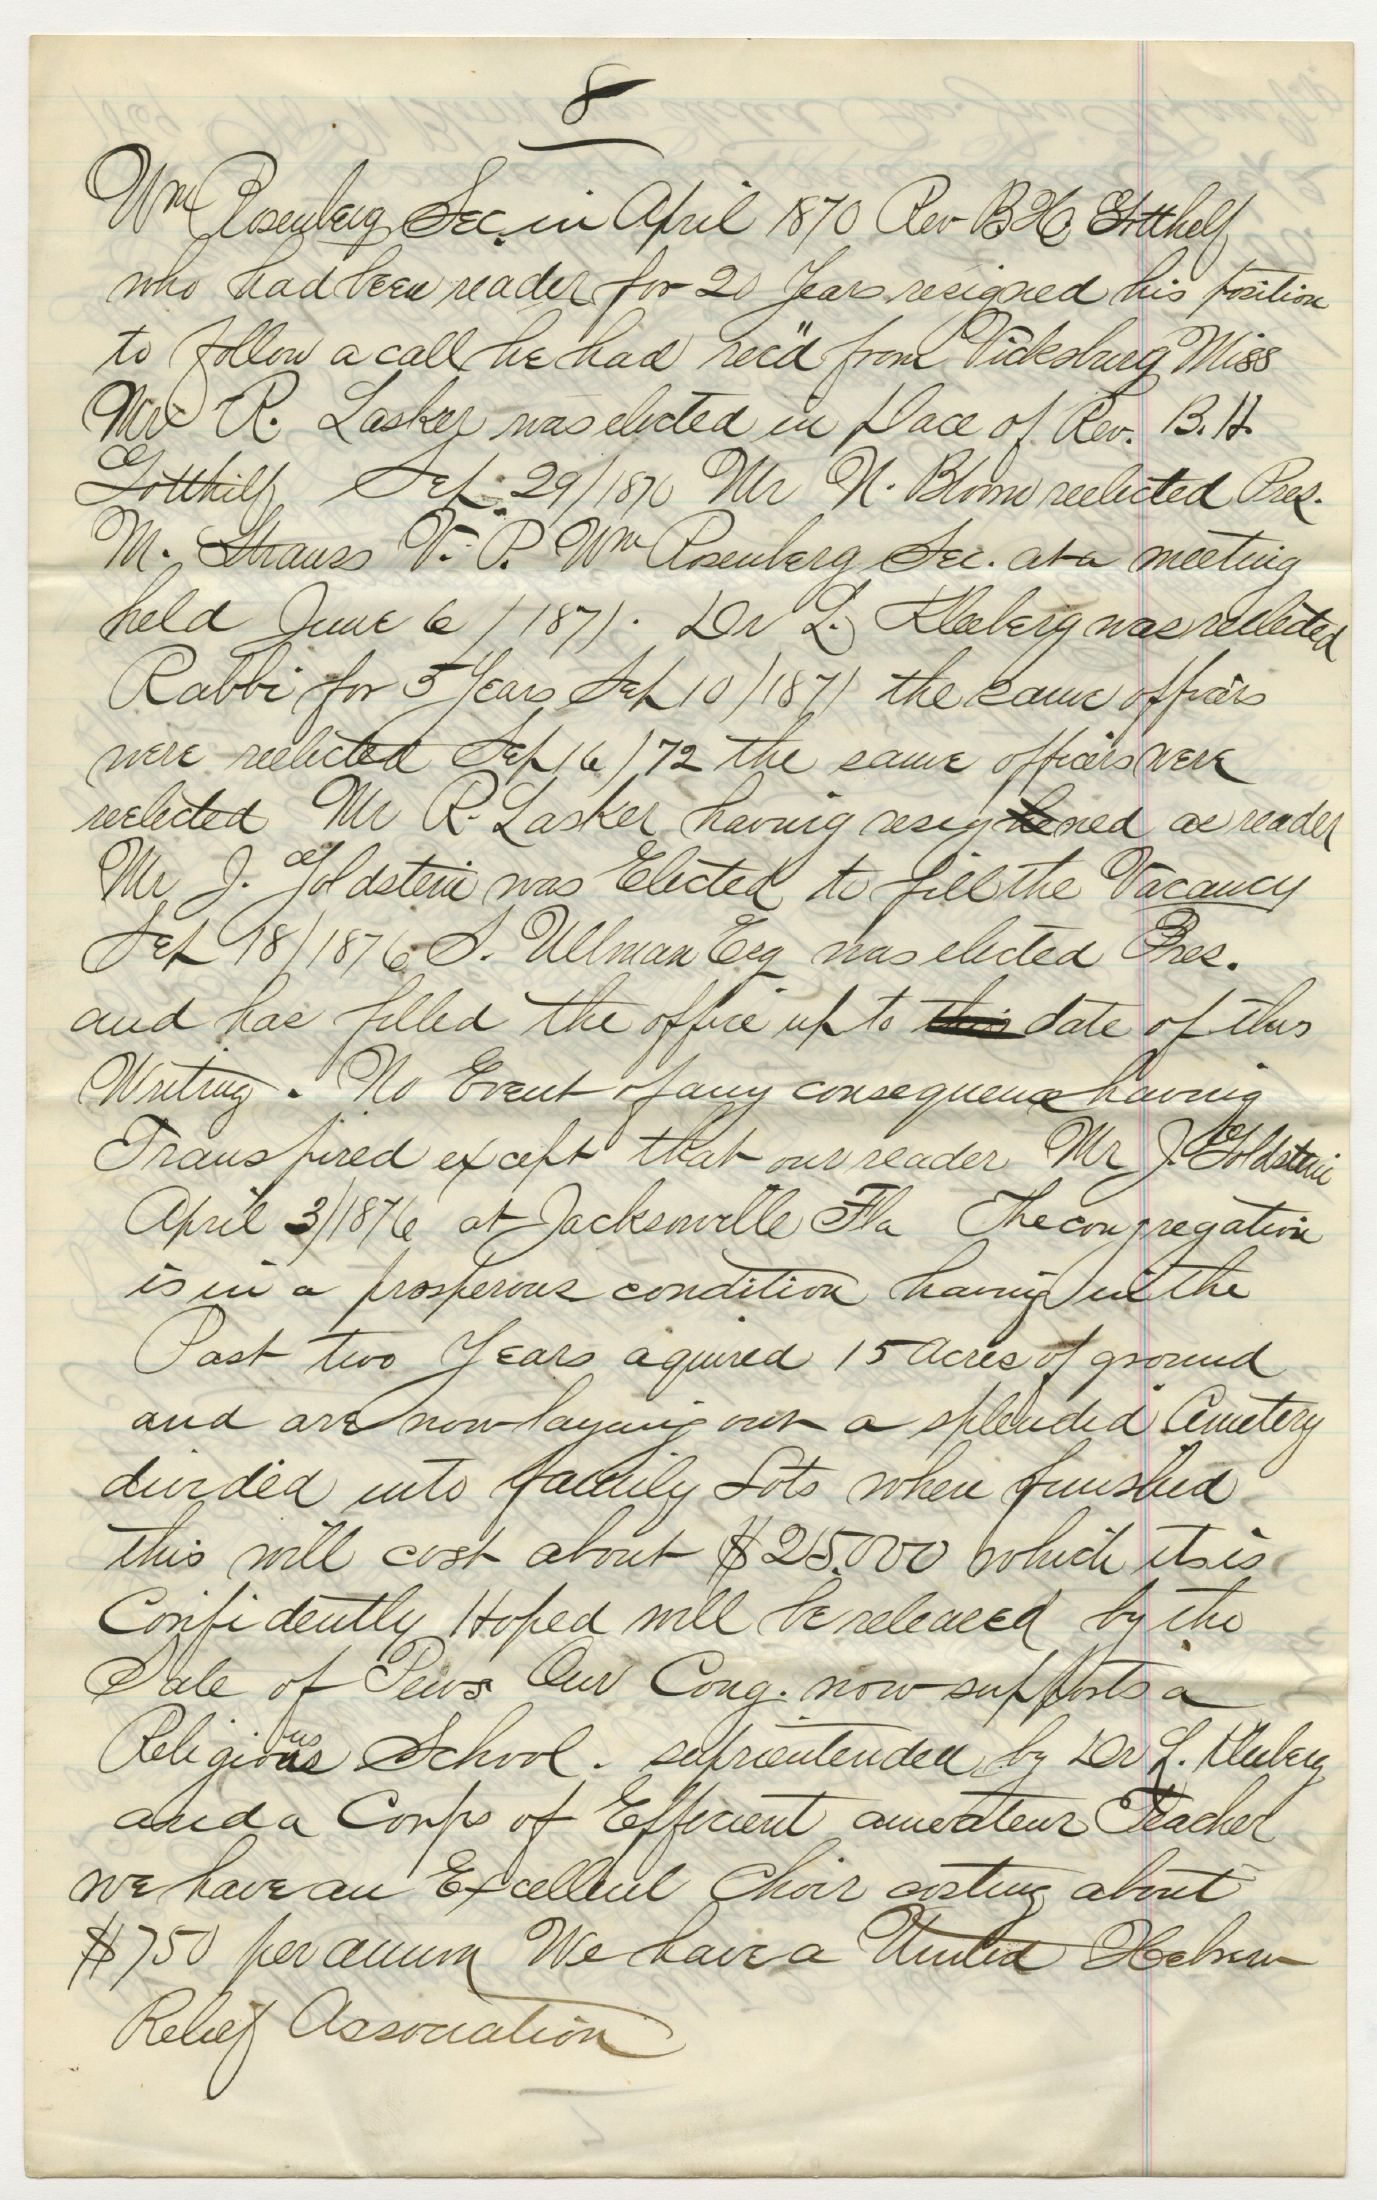 8
Wm Rosenberg Sec. in April 1870 Rev B. H. Gotthelf
who had been reader for 20 Years resigned his position
to follow a call he had rec'd from Vicksburg Miss
Mr R. Lasker was elected in place of Rev. B. H.
Gotthilf Sep. 29/1870 Mr N. Bloom reelected Pres.
M. Strauss V. P. Wm Rosenberg Sec. at a meeting
held June 6/1871. Dr L. Kleeberg was reelected
Rabbi for 5 Years Sep 10/1871 the same officers
were reelected Sep 16/72 the same officers were
reelected Mr R. Lasker having resigned as reader
Mr J. Goldstein was Elected to fill the Vacancy
Sep 18/1876 S. Ullman Esq was elected Pres.
and has filled the office up to this date of this
Writing. No Event of any consequence having
Transpired except that our reader Mr J. Goldstein
April 3/1876 at Jacksonville Fla The congregation
is in a prosperous condition having in the
Past two Years aquired 15 Acres of ground
and are now laying out a splendid Cemetery
divided into family Lots when finished
this will cost about $25.000 which it is
Confidently Hoped will be released by the
Sale of Pews Our Cong. now supports a
Religious School. suprientended by Dr L. Kleeberg
and a Corps of Efficient amateur Teacher
we have an Excellent Choir costing about
$750 per annum We have a United Hebrew
Relief Association